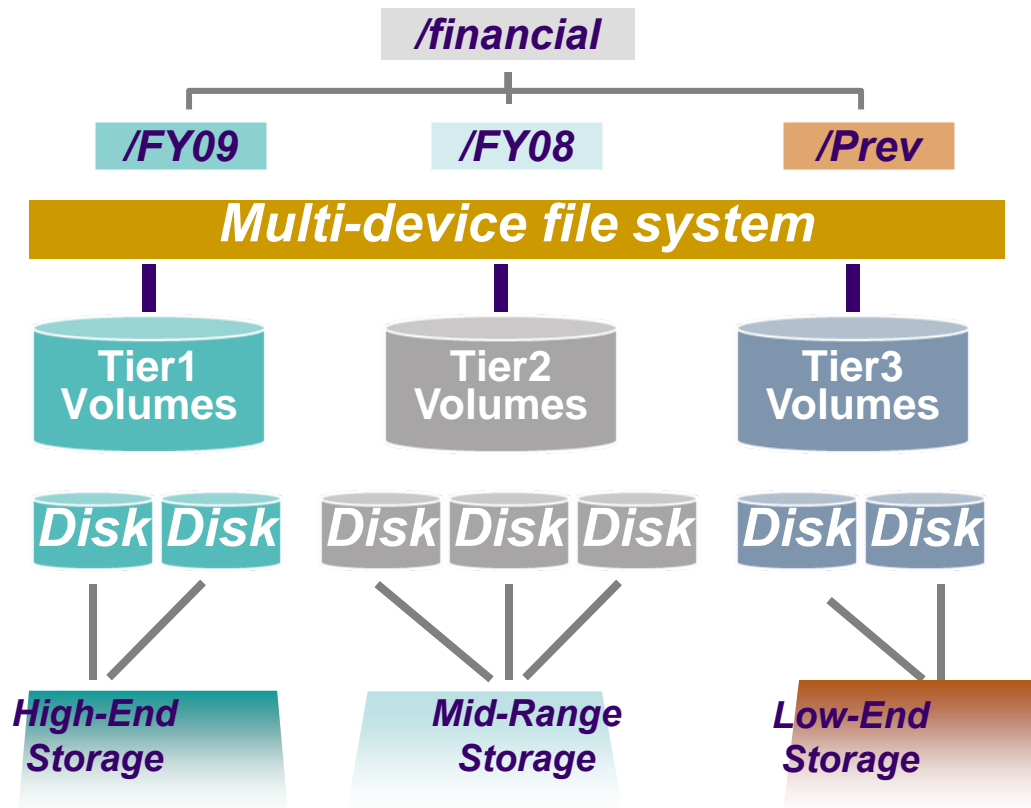 /financial
/FY09 /FY08 /Prev
Multi-device file system
Tier1 Tier2 Tier3
Volumes Volumes Volumes
Disk Disk Disk Disk Disk Disk Disk
High-End Mid-Range Low-End
Storage Storage Storage